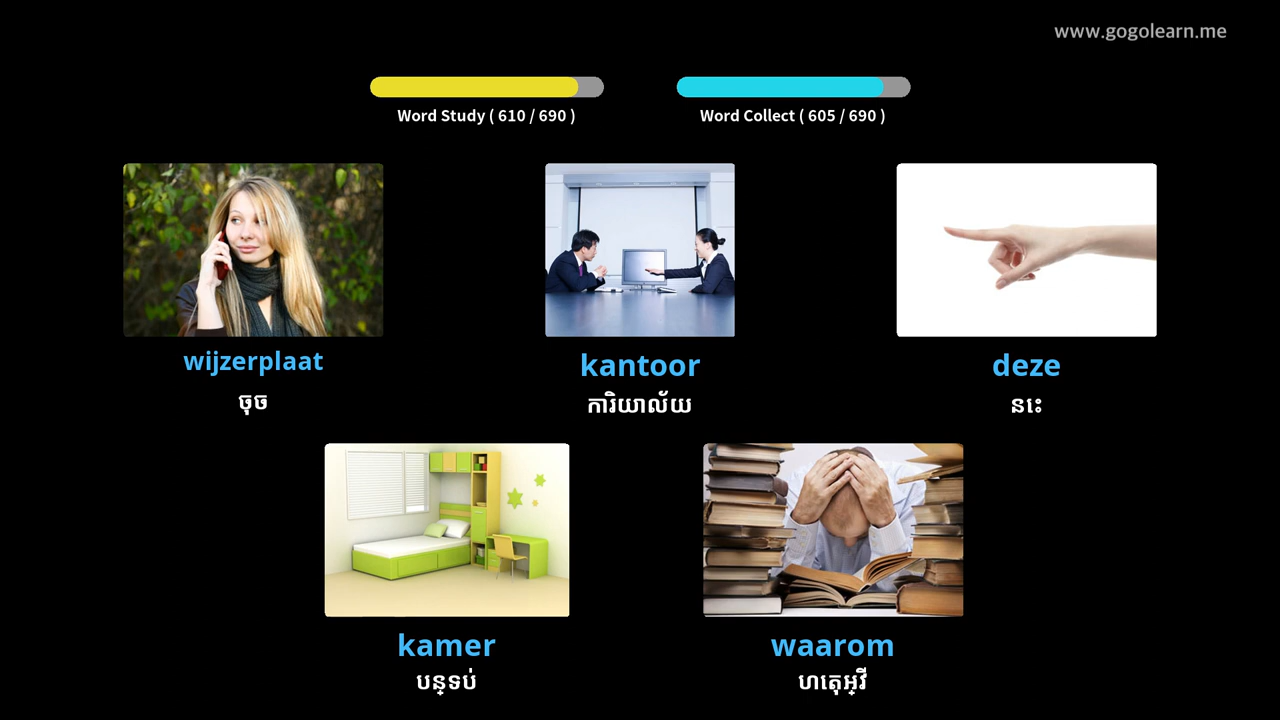 www.gogolearn.me
Word Study ( 610 / 690 )
Word Collect ( 605 / 690 )
wijzerplaat
ចុច
kantoor
ការិយាល័យ
deze
នេះ
kamer
បន្ទប់
waarom
ហេតុអ្វី